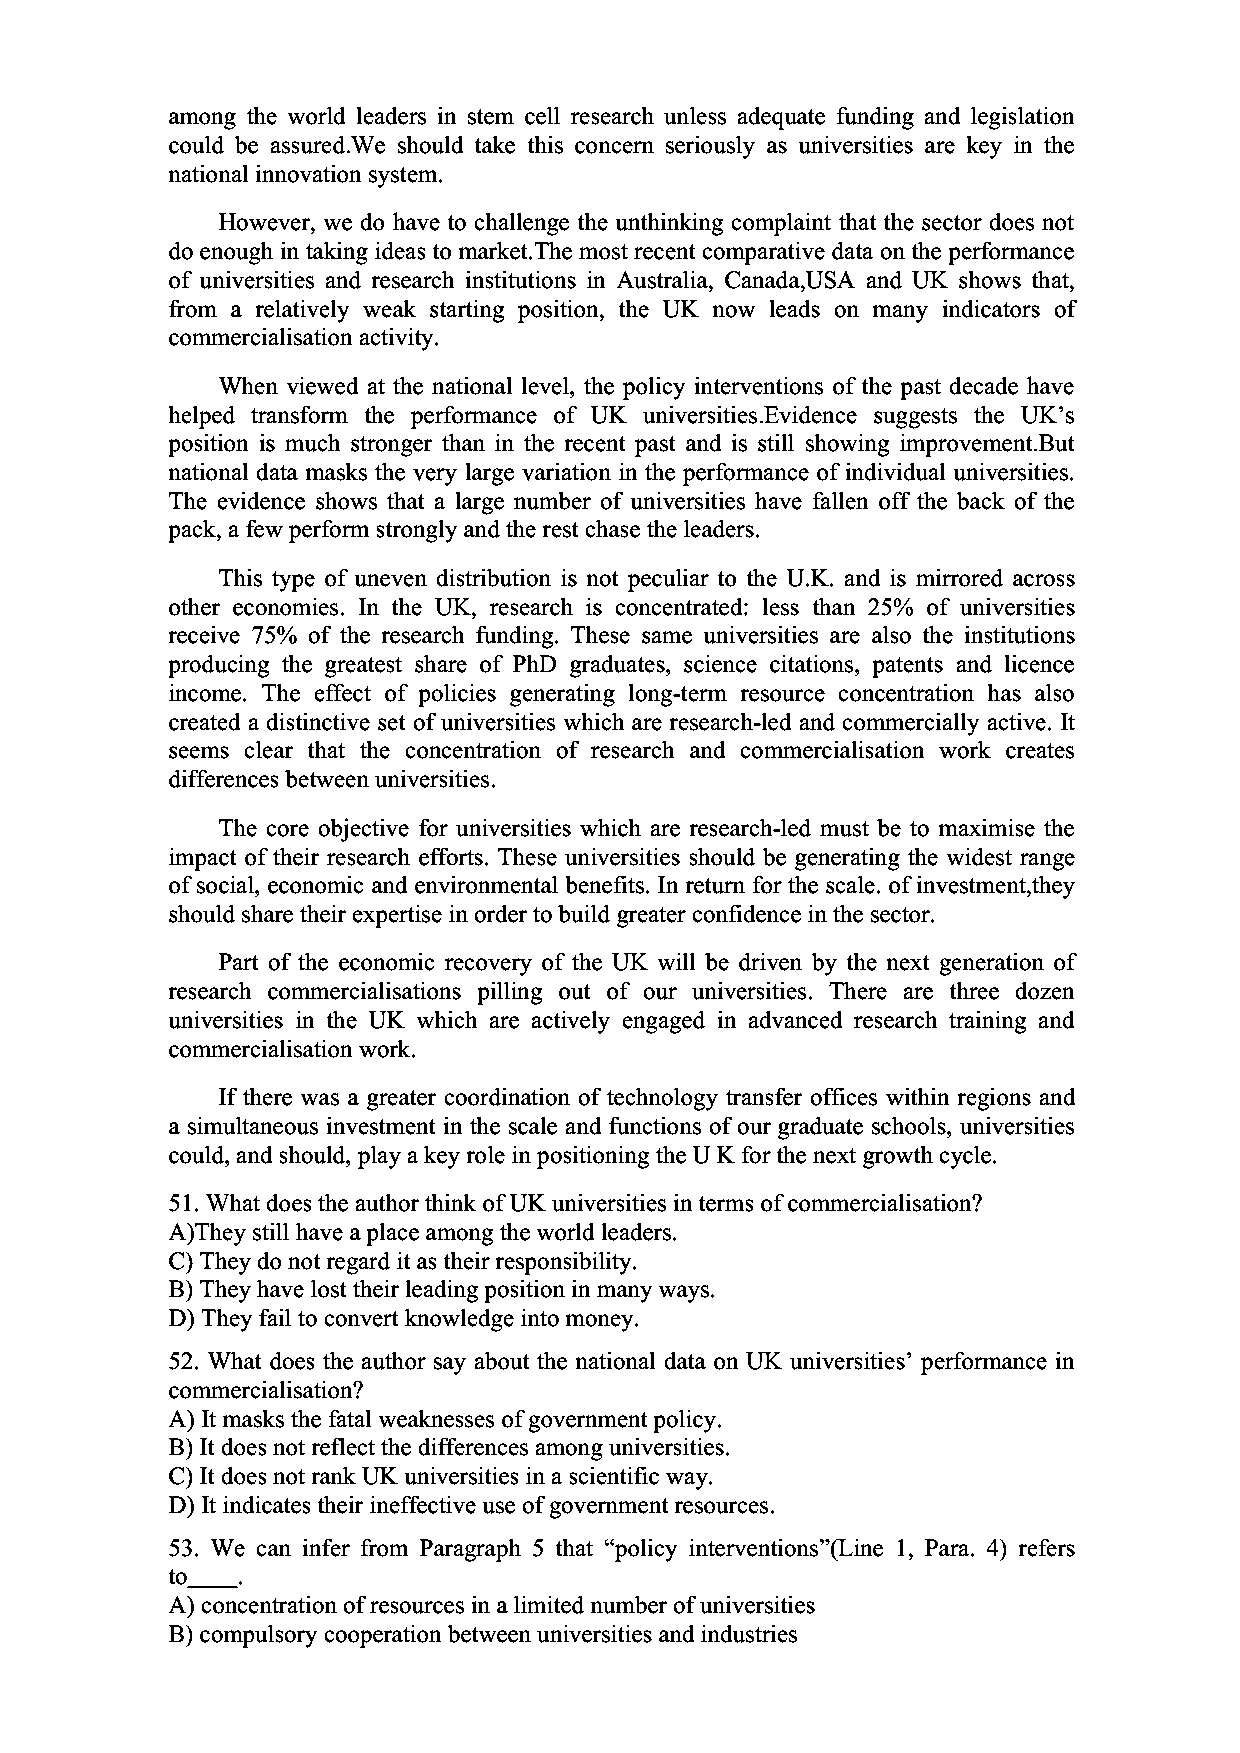 among the world leaders in stem cell research unless adequate funding and legislation
could be assured.We should take this concern seriously as universities are key in the
national innovation system.
However, we do have to challenge the unthinking complaint that the sector does not
do enough in taking ideas to market.The most recent comparative data on the performance
of universities and research institutions in Australia, Canada,USA and UK shows that,
from a relatively weak starting position, the UK now leads on many indicators of
commercialisation activity.
When viewed at the national level, the policy interventions of the past decade have
helped transform the performance of UK universities.Evidence suggests the UK’s
position is much stronger than in the recent past and is still showing improvement.But
national data masks the very large variation in the performance of individual universities.
The evidence shows that a large number of universities have fallen off the back of the
pack, a few perform strongly and the rest chase the leaders.
This type of uneven distribution is not peculiar to the U.K. and is mirrored across
other economies. In the UK, research is concentrated: less than 25% of universities
receive 75% of the research funding. These same universities are also the institutions
producing the greatest share of PhD graduates, science citations, patents and licence
income. The effect of policies generating long-term resource concentration has also
created a distinctive set of universities which are research-led and commercially active. It
seems clear that the concentration of research and commercialisation work creates
differences between universities.
The core objective for universities which are research-led must be to maximise the
impact of their research efforts. These universities should be generating the widest range
of social, economic and environmental benefits. In return for the scale. of investment,they
should share their expertise in order to build greater confidence in the sector.
Part of the economic recovery of the UK will be driven by the next generation of
research commercialisations pilling out of our universities. There are three dozen
universities in the UK which are actively engaged in advanced research training and
commercialisation work.
If there was a greater coordination of technology transfer offices within regions and
a simultaneous investment in the scale and functions of our graduate schools, universities
could, and should, play a key role in positioning the U K for the next growth cycle.
51. What does the author think of UK universities in terms of commercialisation?
A)They still have a place among the world leaders.
C) They do not regard it as their responsibility.
B) They have lost their leading position in many ways.
D) They fail to convert knowledge into money.
52. What does the author say about the national data on UK universities’ performance in
commercialisation?
A) It masks the fatal weaknesses of government policy.
B) It does not reflect the differences among universities.
C) It does not rank UK universities in a scientific way.
D) It indicates their ineffective use of government resources.
53. We can infer from Paragraph 5 that “policy interventions”(Line 1, Para. 4) refers
to____.
A) concentration of resources in a limited number of universities
B) compulsory cooperation between universities and industries